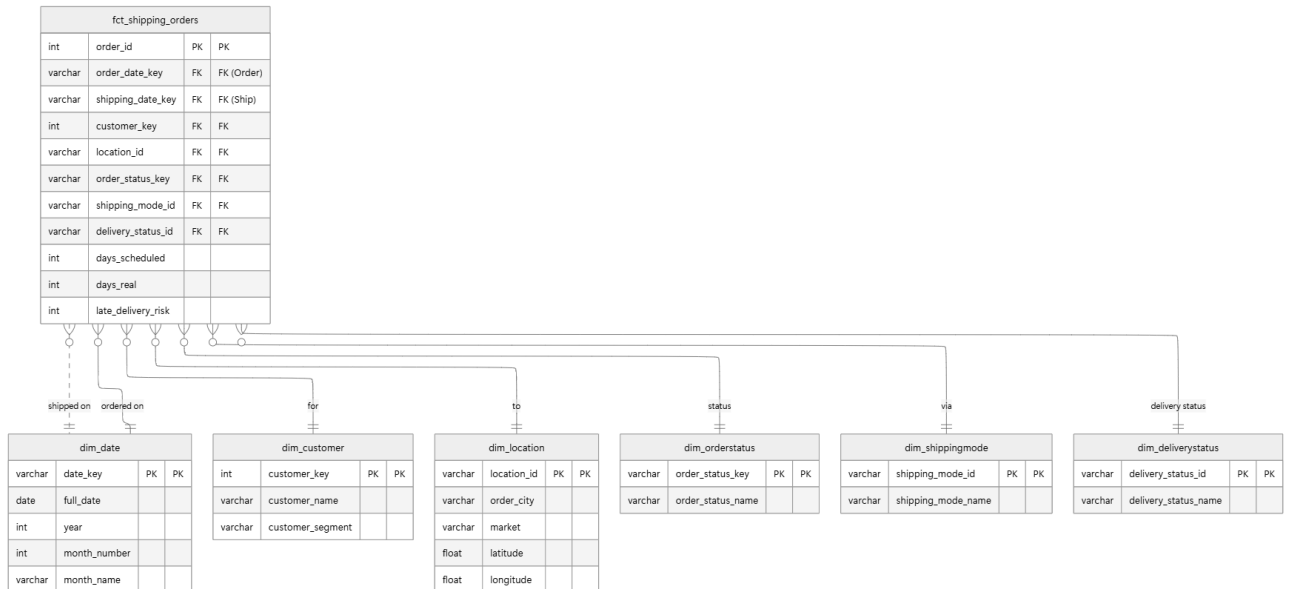 fct_shipping_orders
int order_id PK PK
varchar order_date_key FK FK (Order)
varchar shipping_date_key FK FK (Ship)
int customer_key FK FK
varchar location_id FK FK
varchar order_status_key FK FK
varchar shipping_mode_id FK FK
varchar delivery_status_id FK FK
int days_scheduled
int days_real
int late_delivery_risk
shipped on ordered on for to status via delivery status
dim_date
varchar date_key PK PK
date full_date
int year
int month_number
varchar month_name
dim_customer
int customer_key PK PK
varchar customer_name
varchar customer_segment
dim_location
varchar location_id PK PK
varchar order_city
varchar market
float latitude
float longitude
dim_orderstatus
varchar order_status_key PK PK
varchar order_status_name
dim_shippingmode
varchar shipping_mode_id PK PK
varchar shipping_mode_name
dim_deliverystatus
varchar delivery_status_id PK PK
varchar delivery_status_name